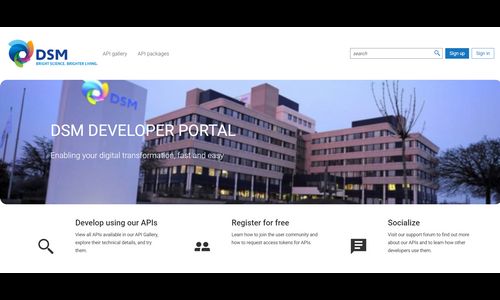 DSM
BRIGHT SCIENCE. BRIGHTER LIVING.
API gallery API packages
search
Sign up
Sign in
DSM
DSM DEVELOPER PORTAL
Enabling your digital transformation, fast and easy
Develop using our APIs
View all APIs available in our API Gallery,
explore their technical details, and try
them.
Register for free
Learn how to join the user community and
how to request access tokens for APIs
Socialize
Visit our support forum to find out more
about our APIs and to learn how other
developers use them.